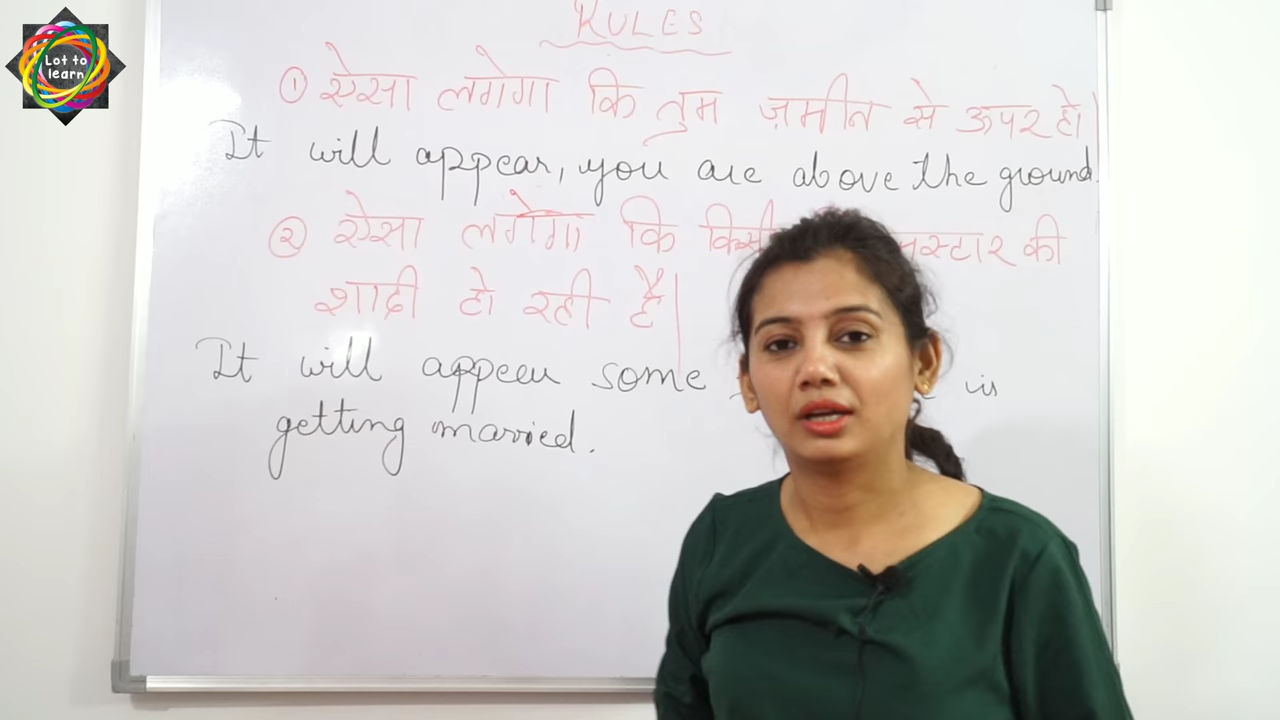 Lot to
learn
RULES
① ऐसा लगेगा कि तुम ज़मीन से ऊपर हो।
It will appear, you are above the ground.
② ऐसा लगेगा कि किसी की
शादी हो रही है।
It will appear some is
getting married.